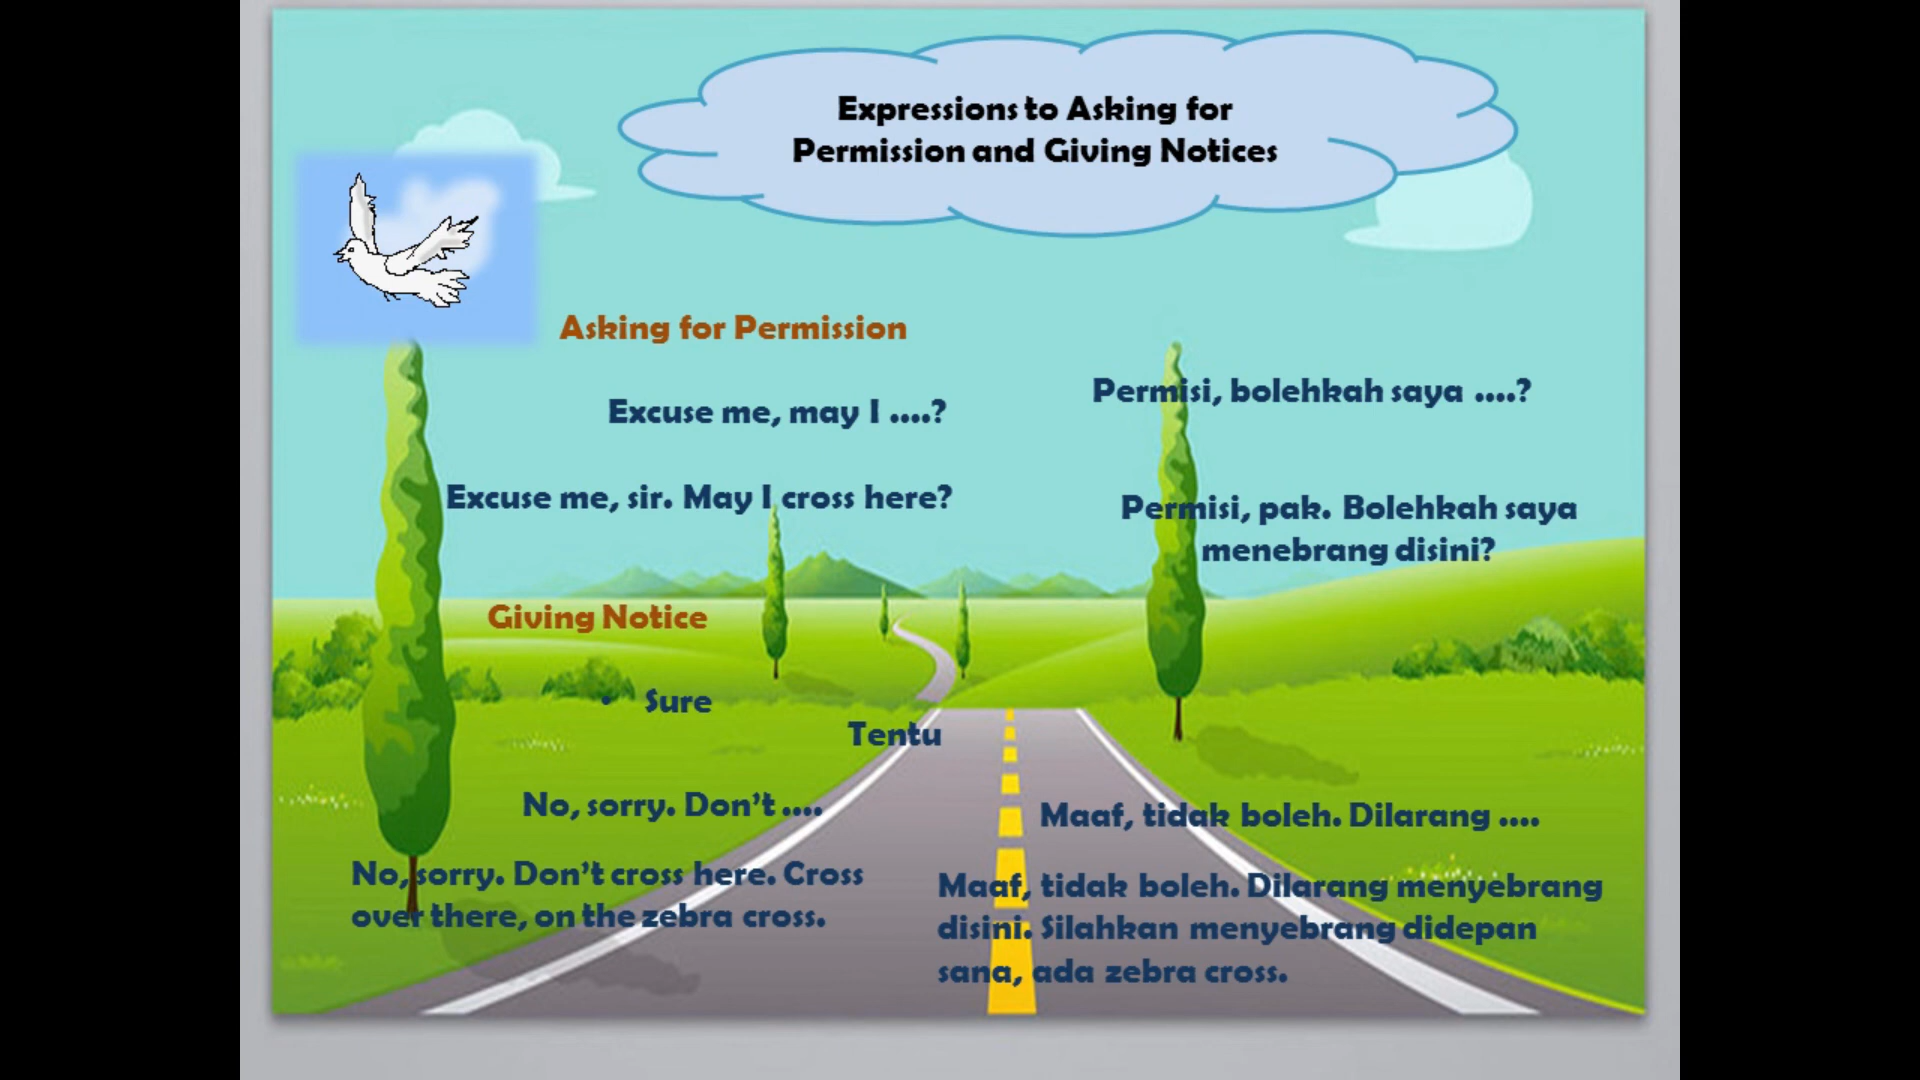 Expressions to Asking for
Permission and Giving Notices
Asking for Permission
Excuse me, may I ....?
Permisi, bolehkah saya ....?
Excuse me, sir. May I cross here?
Permisi, pak. Bolehkah saya
menebrang disini?
Giving Notice
• Sure
Tentu
No, sorry. Don’t ....
Maaf, tidak boleh. Dilarang ....
No, sorry. Don’t cross here. Cross
over there, on the zebra cross.
Maaf, tidak boleh. Dilarang menyebrang
disini. Silahkan menyebrang didepan
sana, ada zebra cross.